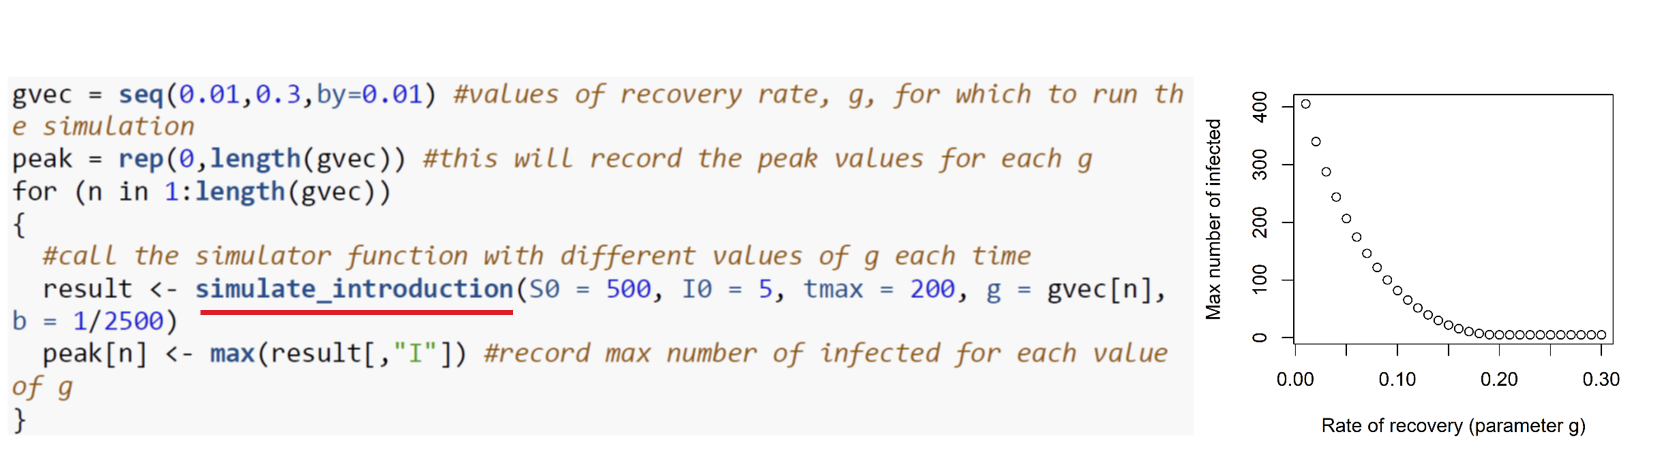 gvec = seq(0.01,0.3,by=0.01) #values of recovery rate, g, for which to run th
e simulation
peak = rep(0,length(gvec)) #this will record the peak values for each g
for (n in 1:length(gvec))
{
  #call the simulator function with different values of g each time
  result <- simulate_introduction(S0 = 500, I0 = 5, tmax = 200, g = gvec[n],
b = 1/2500)
  peak[n] <- max(result[,"I"]) #record max number of infected for each value
of g
}
Max number of infected
400
300
200
100
0
0.00 0.10 0.20 0.30
Rate of recovery (parameter g)